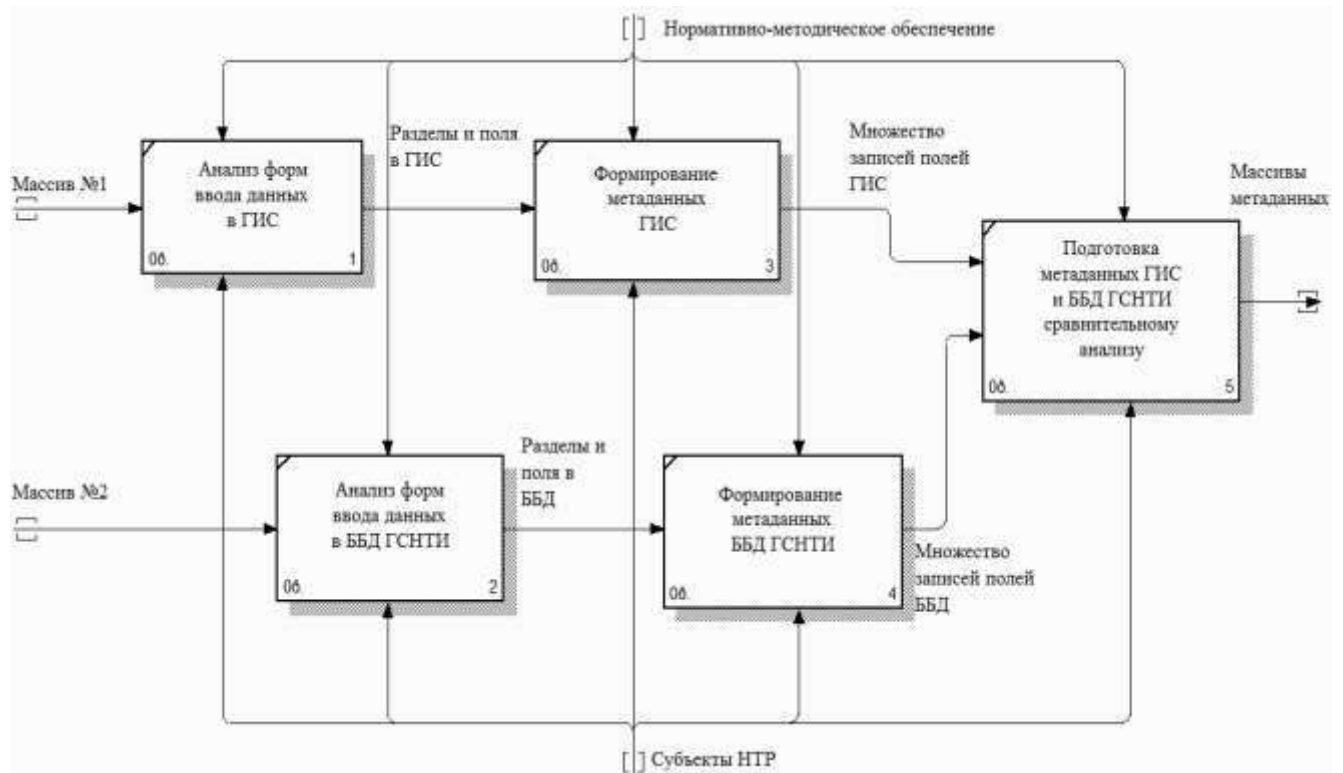 Нормативно-методическое обеспечение
Массив №1
Анализ форм
ввода данных
в ГИС
0б.
1
Разделы и поля
в ГИС
Формирование
метаданных
ГИС
0б.
3
Множество
записей полей
ГИС
Массивы
метаданных
Подготовка
метаданных ГИС
и ББД ГСНТИ
сравнительному
анализу
0б.
5
Массив №2
Анализ форм
ввода данных
в ББД ГСНТИ
0б.
2
Разделы и
поля в
ББД
Формирование
метаданных
ББД ГСНТИ
0б.
4
Множество
записей полей
ББД
Субъекты НТР